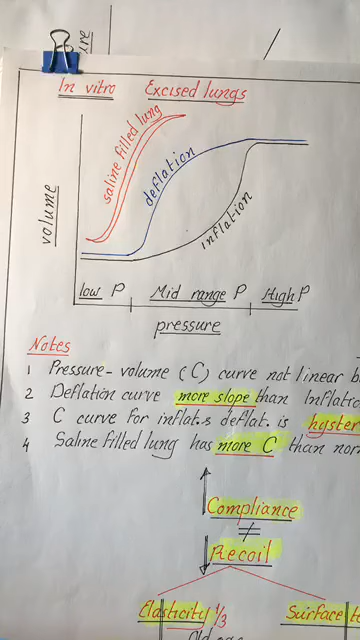 In vitro Excised lungs
saline filled lung
deflation
inflation
volume
low P Mid range P High P
pressure
Notes
1 Pressure-volume (C) curve not linear b
2 Deflation curve more slope than Inflatio
3 C curve for inflat & deflat. is hyster
4 Saline filled lung has more C than nor
Compliance
≠
Recoil
Elasticity 1/3 Surface t